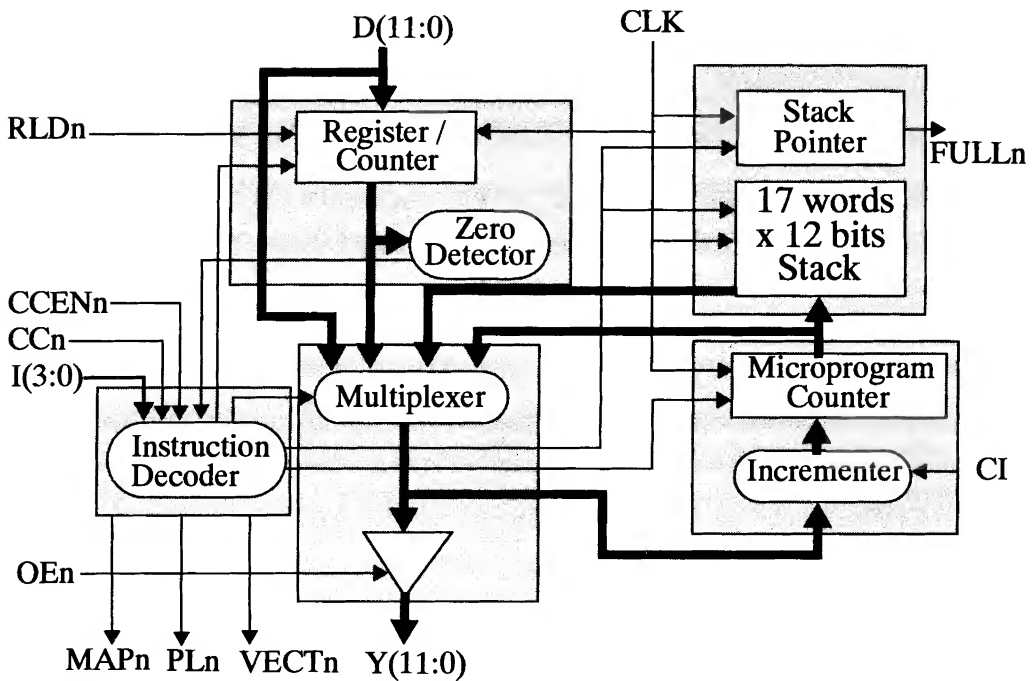 D(11:0)
CLK
RLDn
Register /
Counter
Stack
Pointer
FULLn
Zero
Detector
17 words
x 12 bits
Stack
CCENn
CCn
I(3:0)
Multiplexer
Microprogram
Counter
Instruction
Decoder
Incrementer
CI
OEn
MAPn
PLn
VECTn
Y(11:0)